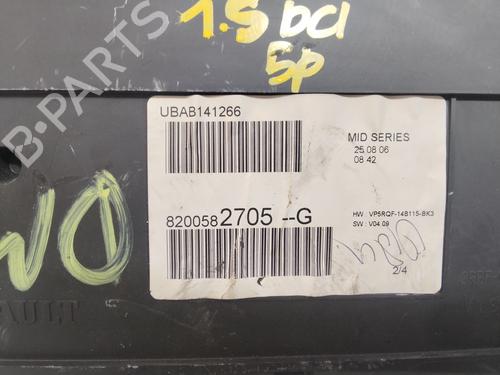 1.5 DCI
5P
UBAB141266
MID SERIES
25.08.06
08.42
8200582705 --G
HW : VP5RQF-14B115-BK3
SW : V04.09
2/4
B-PARTS